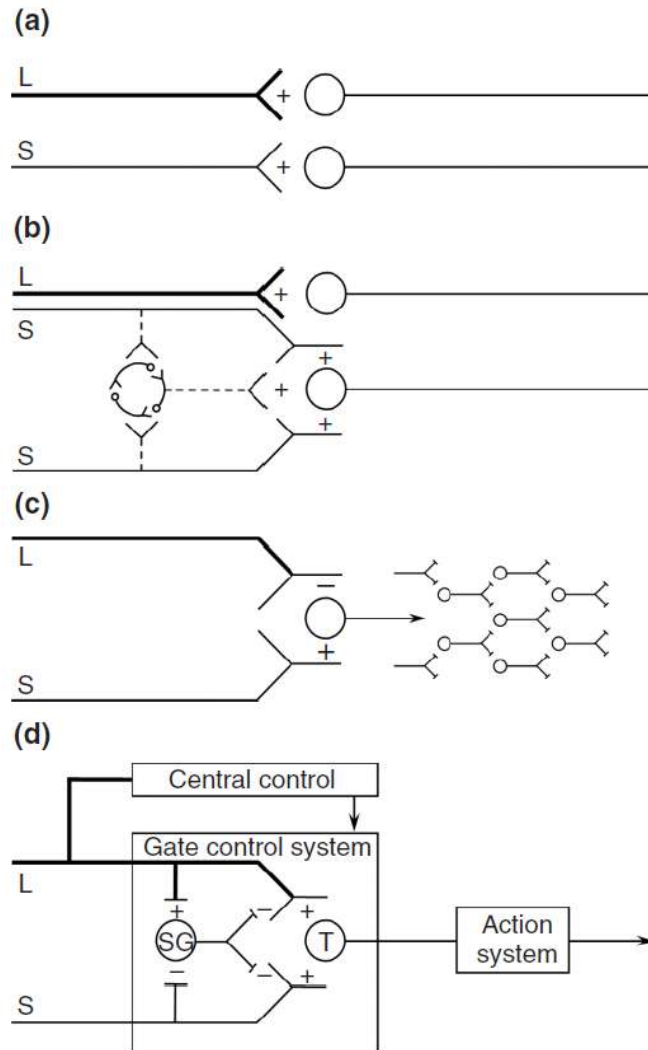 (a)
L
+
S
+
(b)
L
+
S
+
+
+
S
(c)
L
−
+
S
(d)
Central control
Gate control system
L
+
−
+
SG
T
Action
system
−
−
+
S